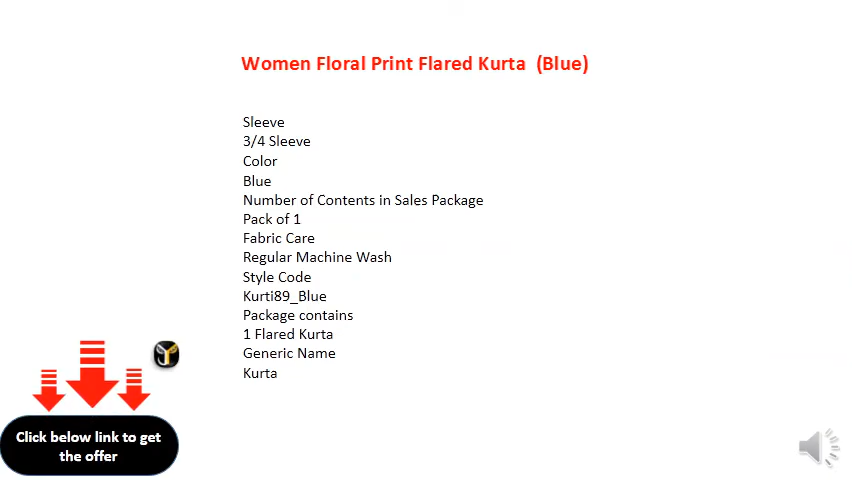 Women Floral Print Flared Kurta (Blue)
Sleeve
3/4 Sleeve
Color
Blue
Number of Contents in Sales Package
Pack of 1
Fabric Care
Regular Machine Wash
Style Code
Kurti89_Blue
Package contains
1 Flared Kurta
Generic Name
Kurta
Click below link to get
the offer